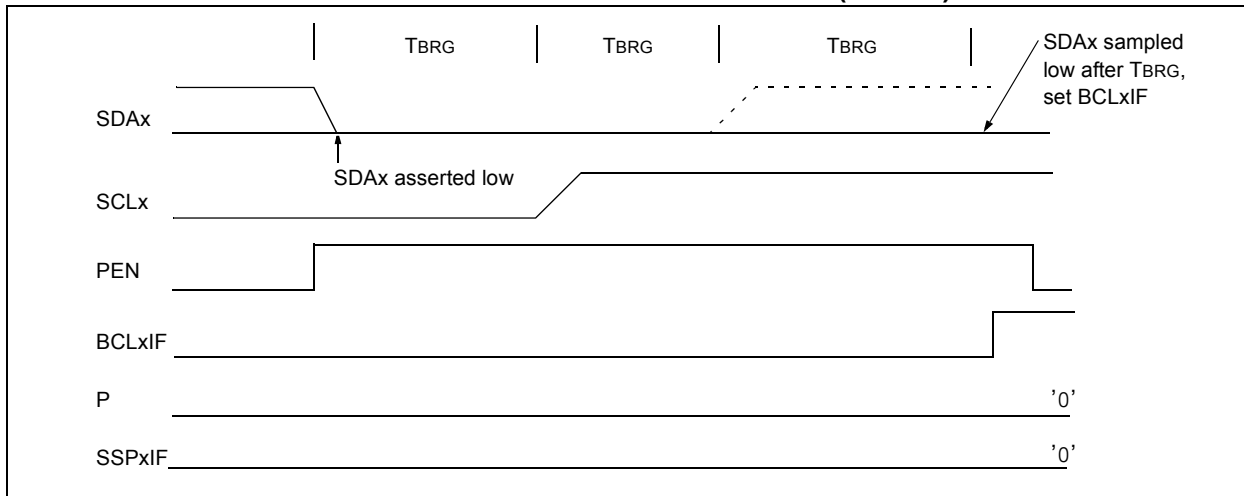 TBRG TBRG TBRG
SDAx sampled
low after TBRG,
set BCLxIF
SDAx
SDAx asserted low
SCLx
PEN
BCLxIF
P '0'
SSPxIF '0'